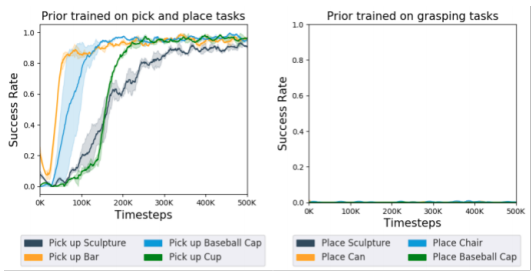 Prior trained on pick and place tasks
1.0
0.8
0.6
0.4
0.2
0.0
Success Rate
0K 100K 200K 300K 400K 500K
Timesteps
Pick up Sculpture Pick up Baseball Cap
Pick up Bar Pick up Cup
Prior trained on grasping tasks
1.0
0.8
0.6
0.4
0.2
0.0
Success Rate
0K 100K 200K 300K 400K 500K
Timesteps
Place Sculpture Place Chair
Place Can Place Baseball Cap